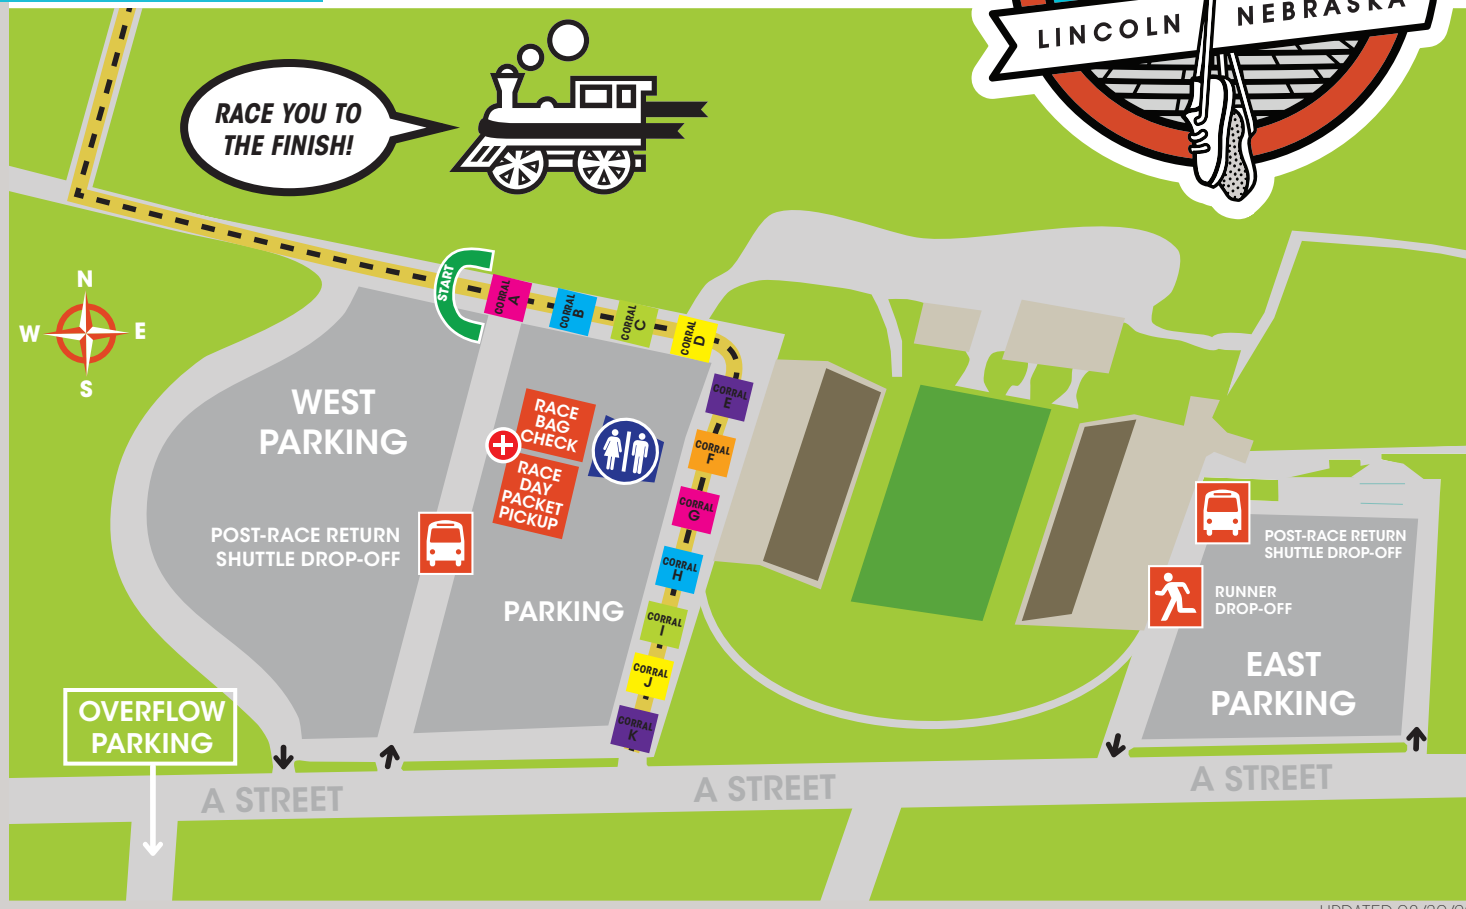 LINCOLN NEBRASKA
RACE YOU TO
THE FINISH!
N
W E
S
START
CORRAL
A
CORRAL
B
CORRAL
C
CORRAL
D
CORRAL
E
CORRAL
F
CORRAL
G
CORRAL
H
CORRAL
I
CORRAL
J
CORRAL
K
WEST
PARKING
RACE
BAG
CHECK
RACE
DAY
PACKET
PICKUP
POST-RACE RETURN
SHUTTLE DROP-OFF
PARKING
POST-RACE RETURN
SHUTTLE DROP-OFF
RUNNER
DROP-OFF
EAST
PARKING
OVERFLOW
PARKING
A STREET
A STREET
A STREET
UPDATED